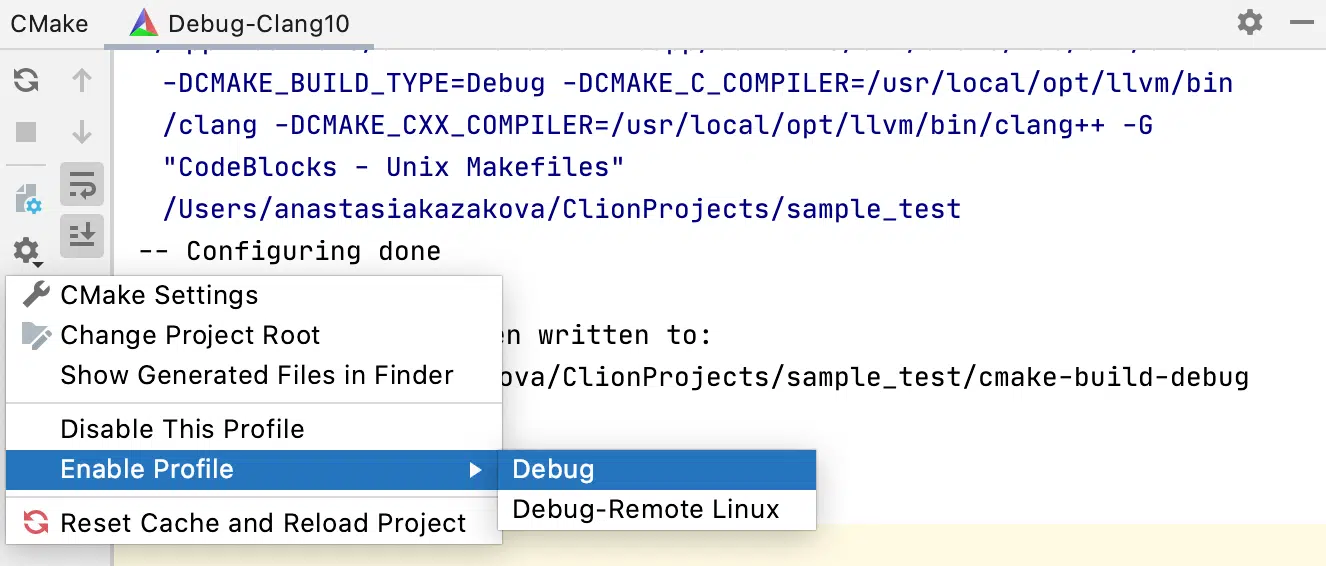 CMake Debug-Clang10
-DCMAKE_BUILD_TYPE=Debug -DCMAKE_C_COMPILER=/usr/local/opt/llvm/bin
/clang -DCMAKE_CXX_COMPILER=/usr/local/opt/llvm/bin/clang++ -G
"CodeBlocks - Unix Makefiles"
/Users/anastasiakazakova/ClionProjects/sample_test
-- Configuring done
CMake Settings
Change Project Root
en written to:
Show Generated Files in Finder
ova/ClionProjects/sample_test/cmake-build-debug
Disable This Profile
Enable Profile
Debug
Debug-Remote Linux
Reset Cache and Reload Project